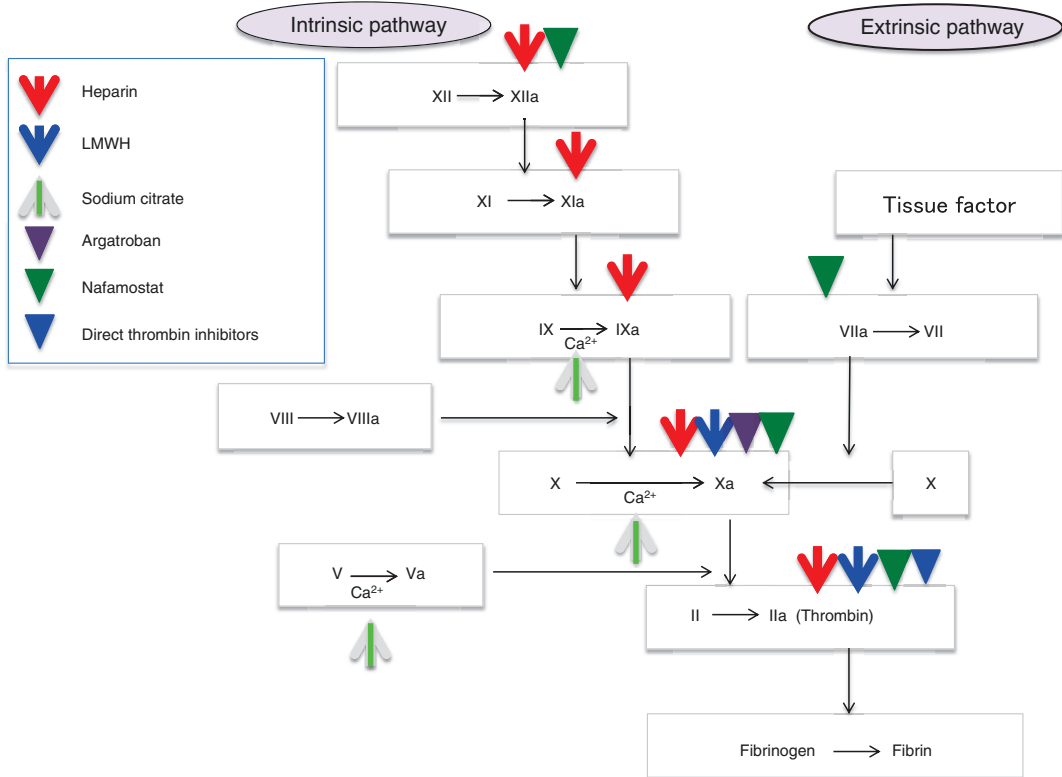 Intrinsic pathway
Extrinsic pathway
Heparin
LMWH
Sodium citrate
Argatroban
Nafamostat
Direct thrombin inhibitors
XII XIIa
XI XIa
Tissue factor
IX IXa
Ca²⁺
VIIa VII
VIII VIIIa
X Xa
Ca²⁺
X
V Va
Ca²⁺
II IIa (Thrombin)
Fibrinogen Fibrin